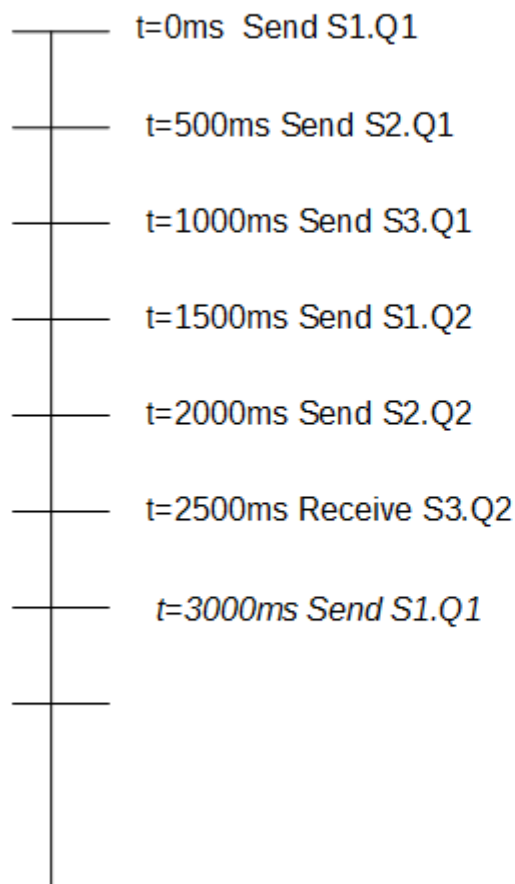 t=0ms  Send S1.Q1
t=500ms Send S2.Q1
t=1000ms Send S3.Q1
t=1500ms Send S1.Q2
t=2000ms Send S2.Q2
t=2500ms Receive S3.Q2
t=3000ms Send S1.Q1